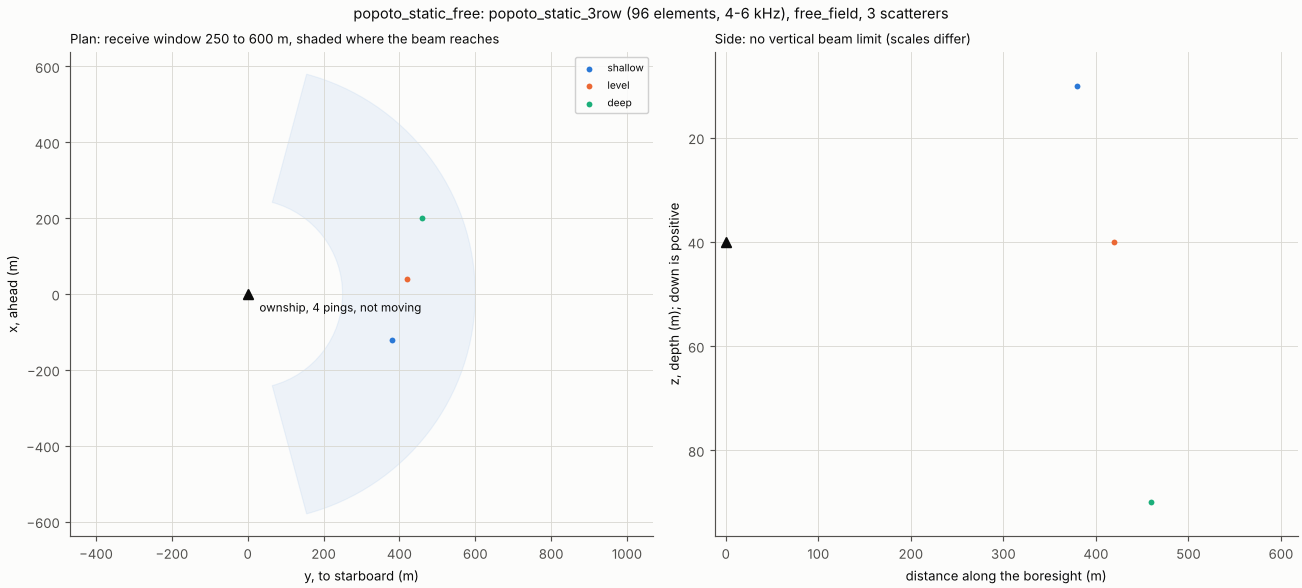 popoto_static_free: popoto_static_3row (96 elements, 4-6 kHz), free_field, 3 scatterers
Plan: receive window 250 to 600 m, shaded where the beam reaches
600
400
200
0
−200
−400
−600
x, ahead (m)
shallow
level
deep
ownship, 4 pings, not moving
−400
−200
0
200
400
600
800
1000
y, to starboard (m)
Side: no vertical beam limit (scales differ)
20
40
60
80
z, depth (m); down is positive
0
100
200
300
400
500
600
distance along the boresight (m)